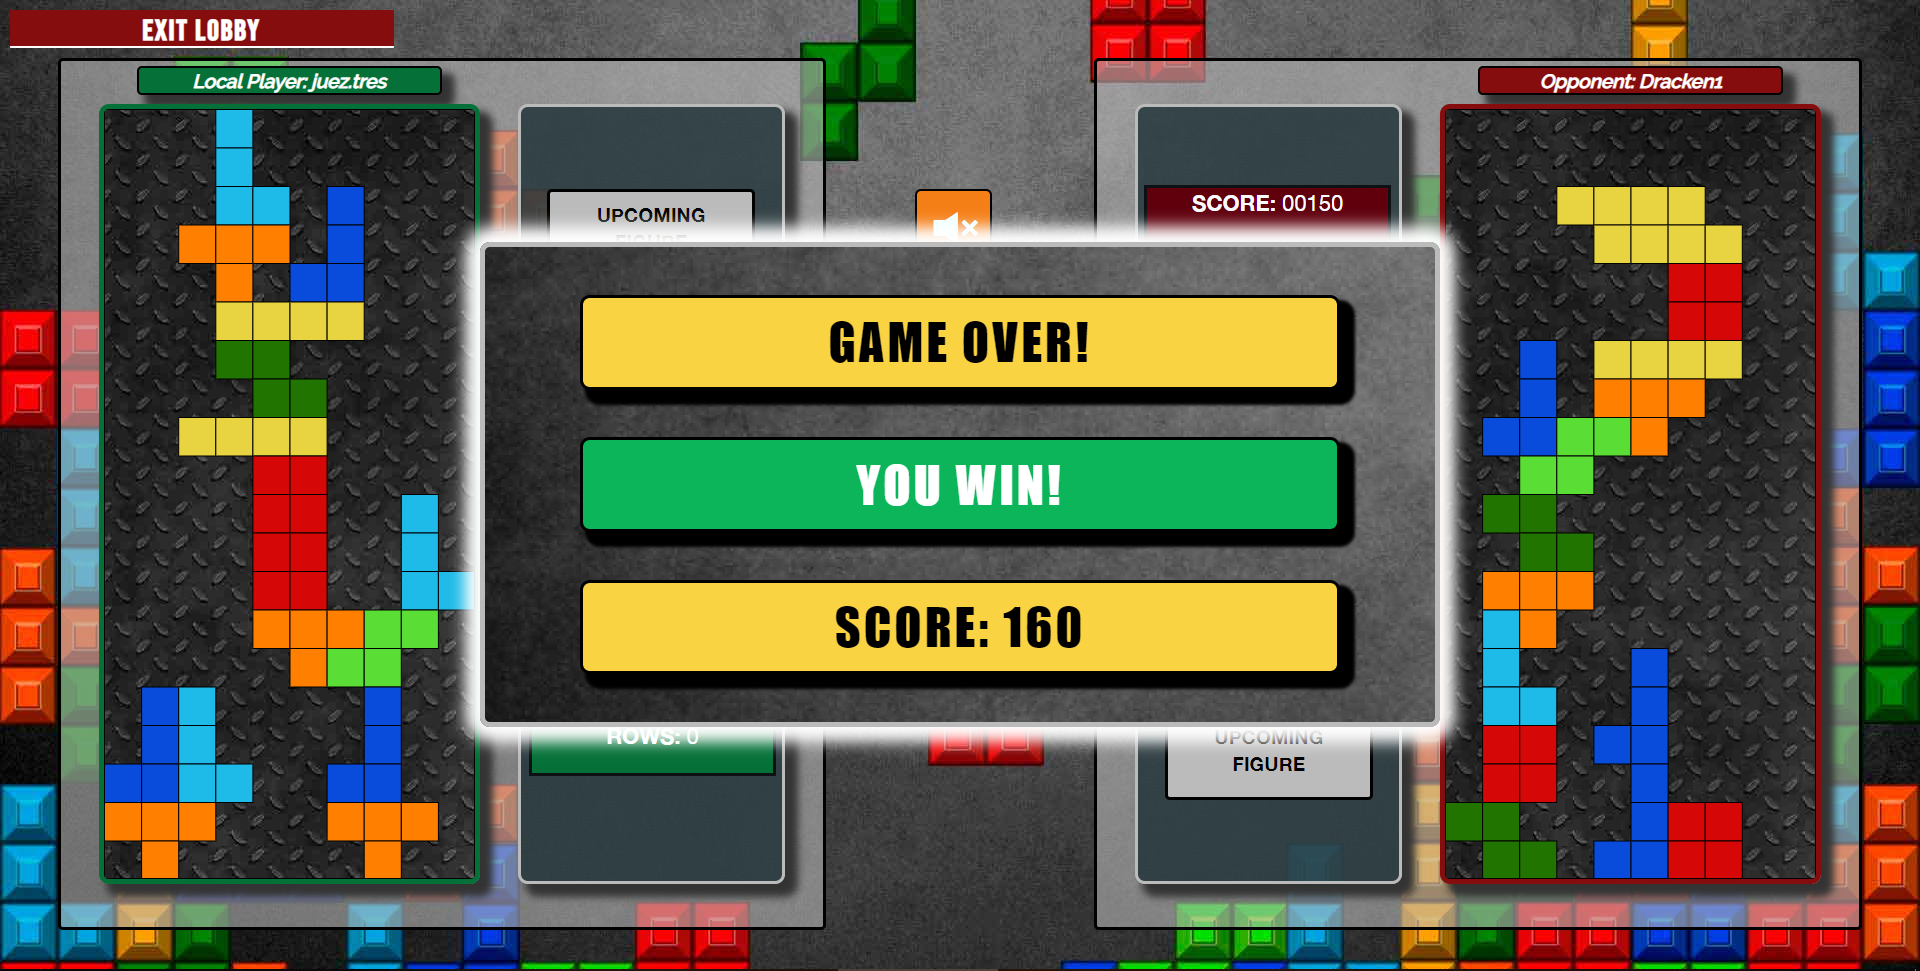 EXIT LOBBY
Local Player: juez.tres
Opponent: Dracken1
UPCOMING
FIGURE
SCORE: 00150
GAME OVER!
YOU WIN!
SCORE: 160
ROWS: 0
UPCOMING
FIGURE